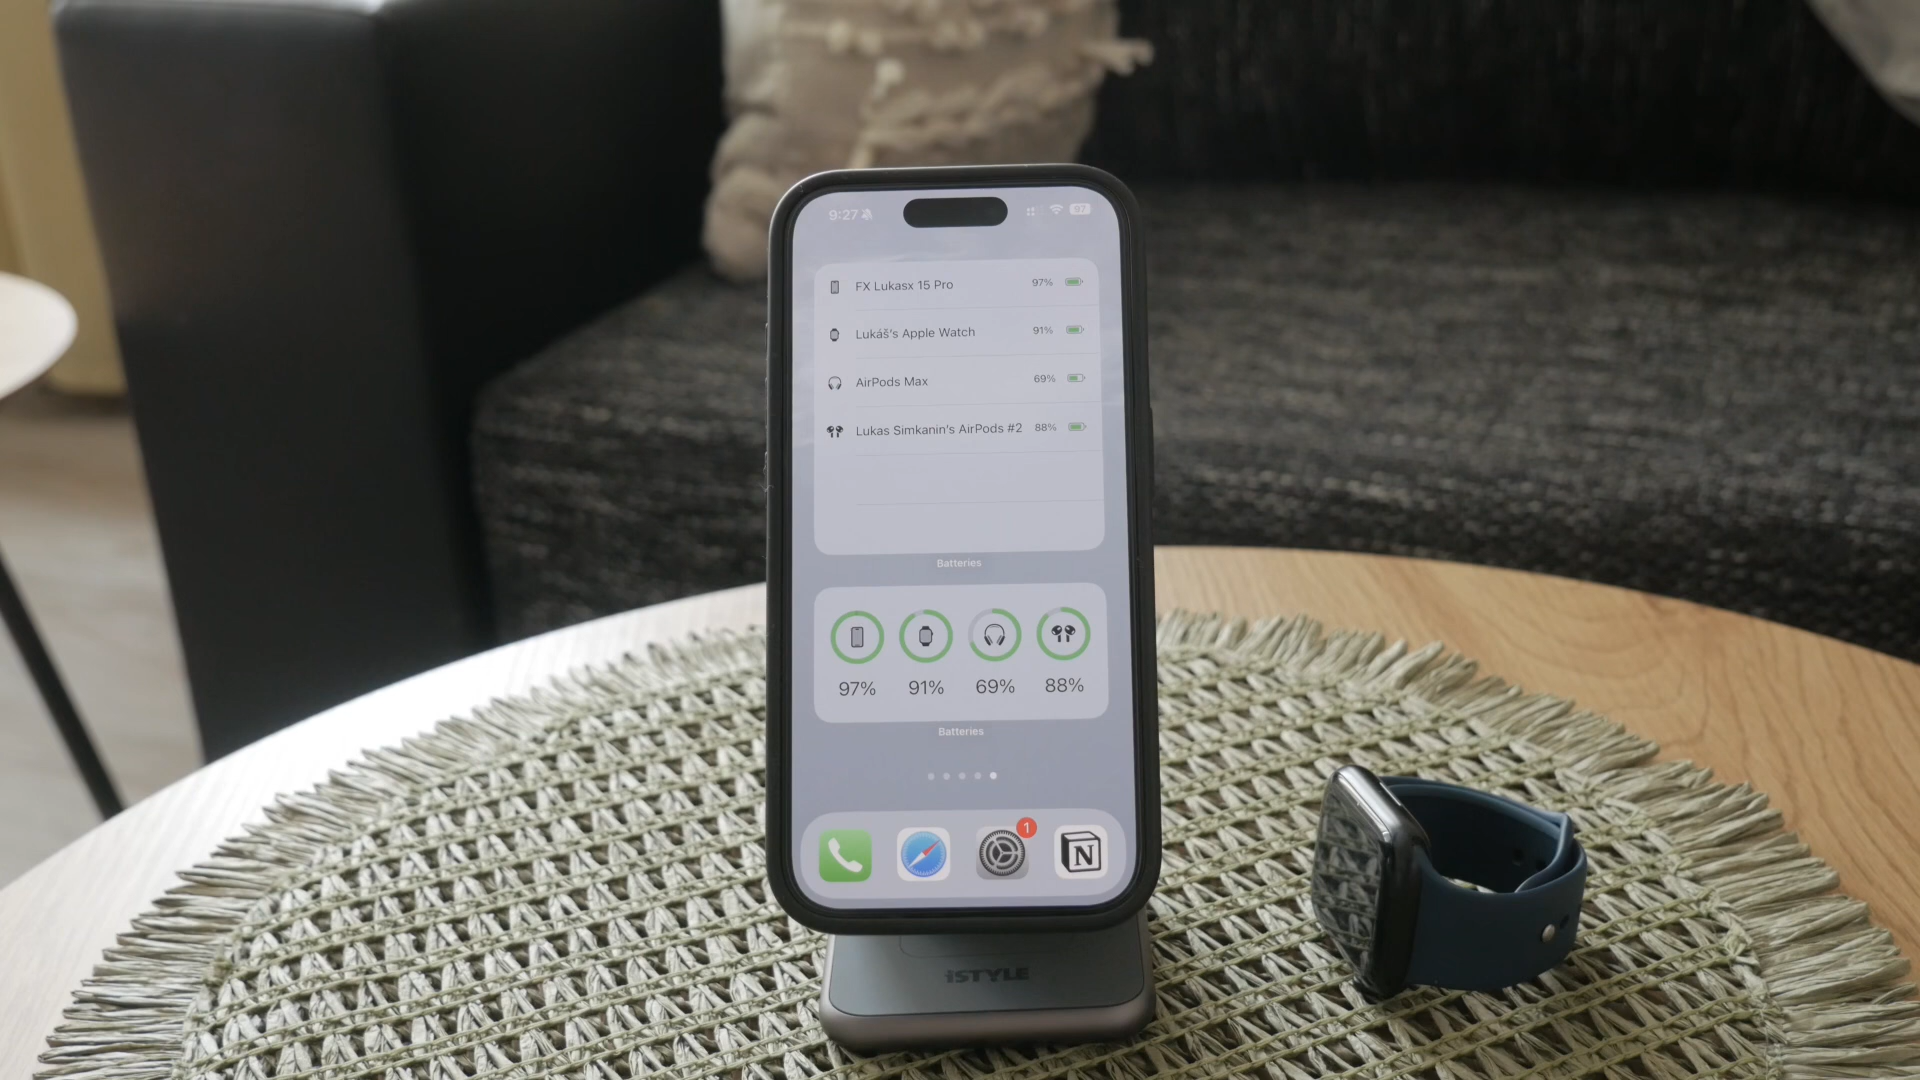 9:27 97
FX Lukasx 15 Pro 97%
Lukáš's Apple Watch 91%
AirPods Max 69%
Lukas Simkanin's AirPods #2 88%
Batteries
97% 91% 69% 88%
Batteries
1
N
iSTYLE